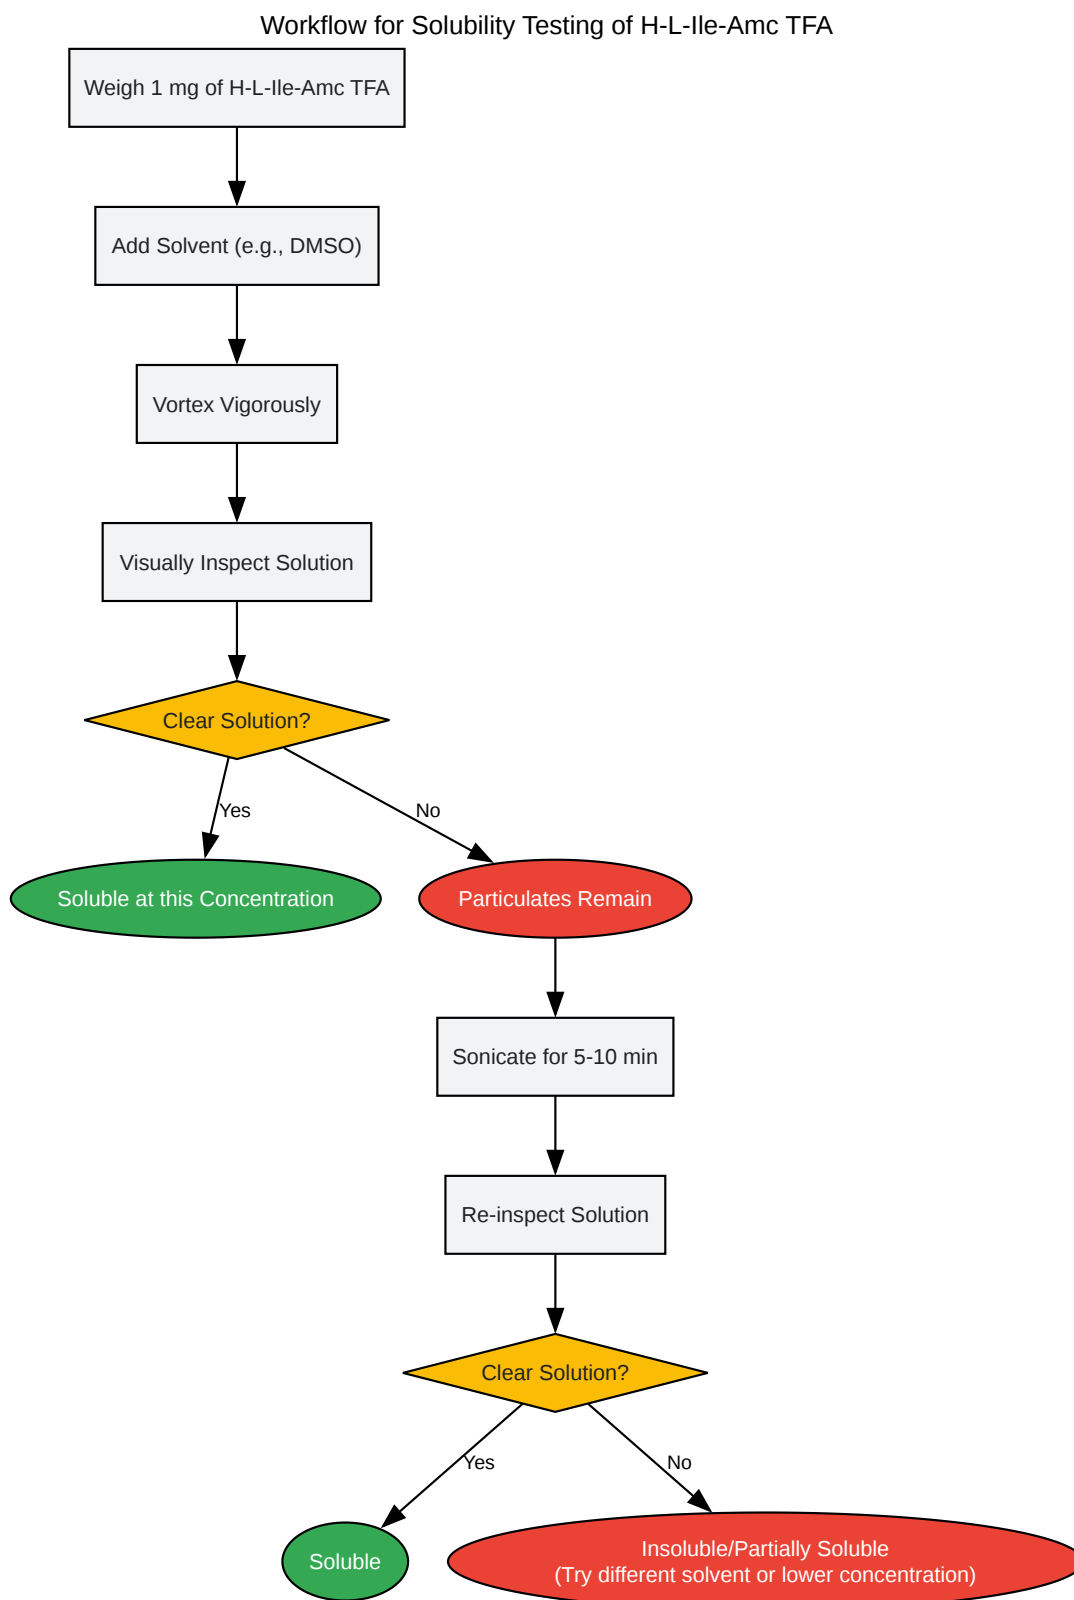 Workflow for Solubility Testing of H-L-Ile-Amc TFA
Weigh 1 mg of H-L-Ile-Amc TFA
Add Solvent (e.g., DMSO)
Vortex Vigorously
Visually Inspect Solution
Clear Solution?
Yes
No
Soluble at this Concentration
Particulates Remain
Sonicate for 5-10 min
Re-inspect Solution
Clear Solution?
Yes
No
Soluble
Insoluble/Partially Soluble
(Try different solvent or lower concentration)